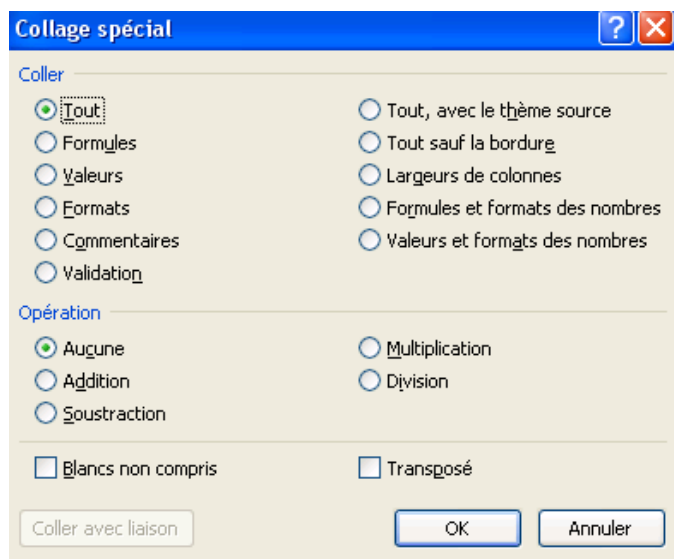 Collage spécial
Coller
Tout
Tout, avec le thème source
Formules
Tout sauf la bordure
Valeurs
Largeurs de colonnes
Formats
Formules et formats des nombres
Commentaires
Valeurs et formats des nombres
Validation
Opération
Aucune
Multiplication
Addition
Division
Soustraction
Blancs non compris
Transposé
Coller avec liaison
OK
Annuler